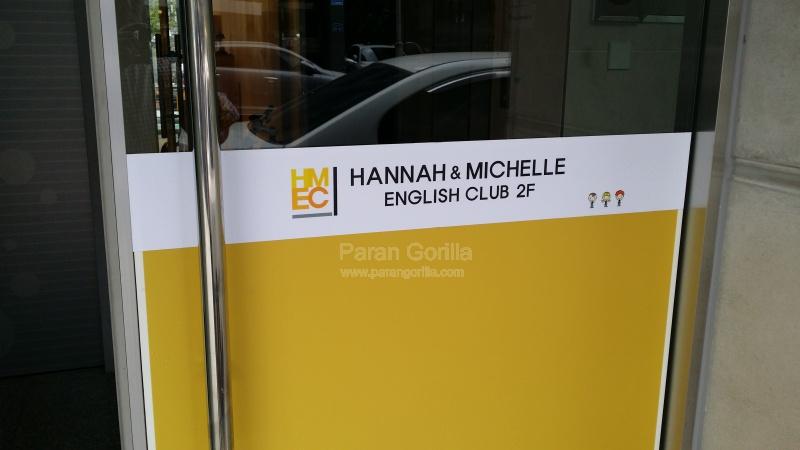 HM
EC
HANNAH & MICHELLE
ENGLISH CLUB 2F
Paran Gorilla
www.parangorilla.com